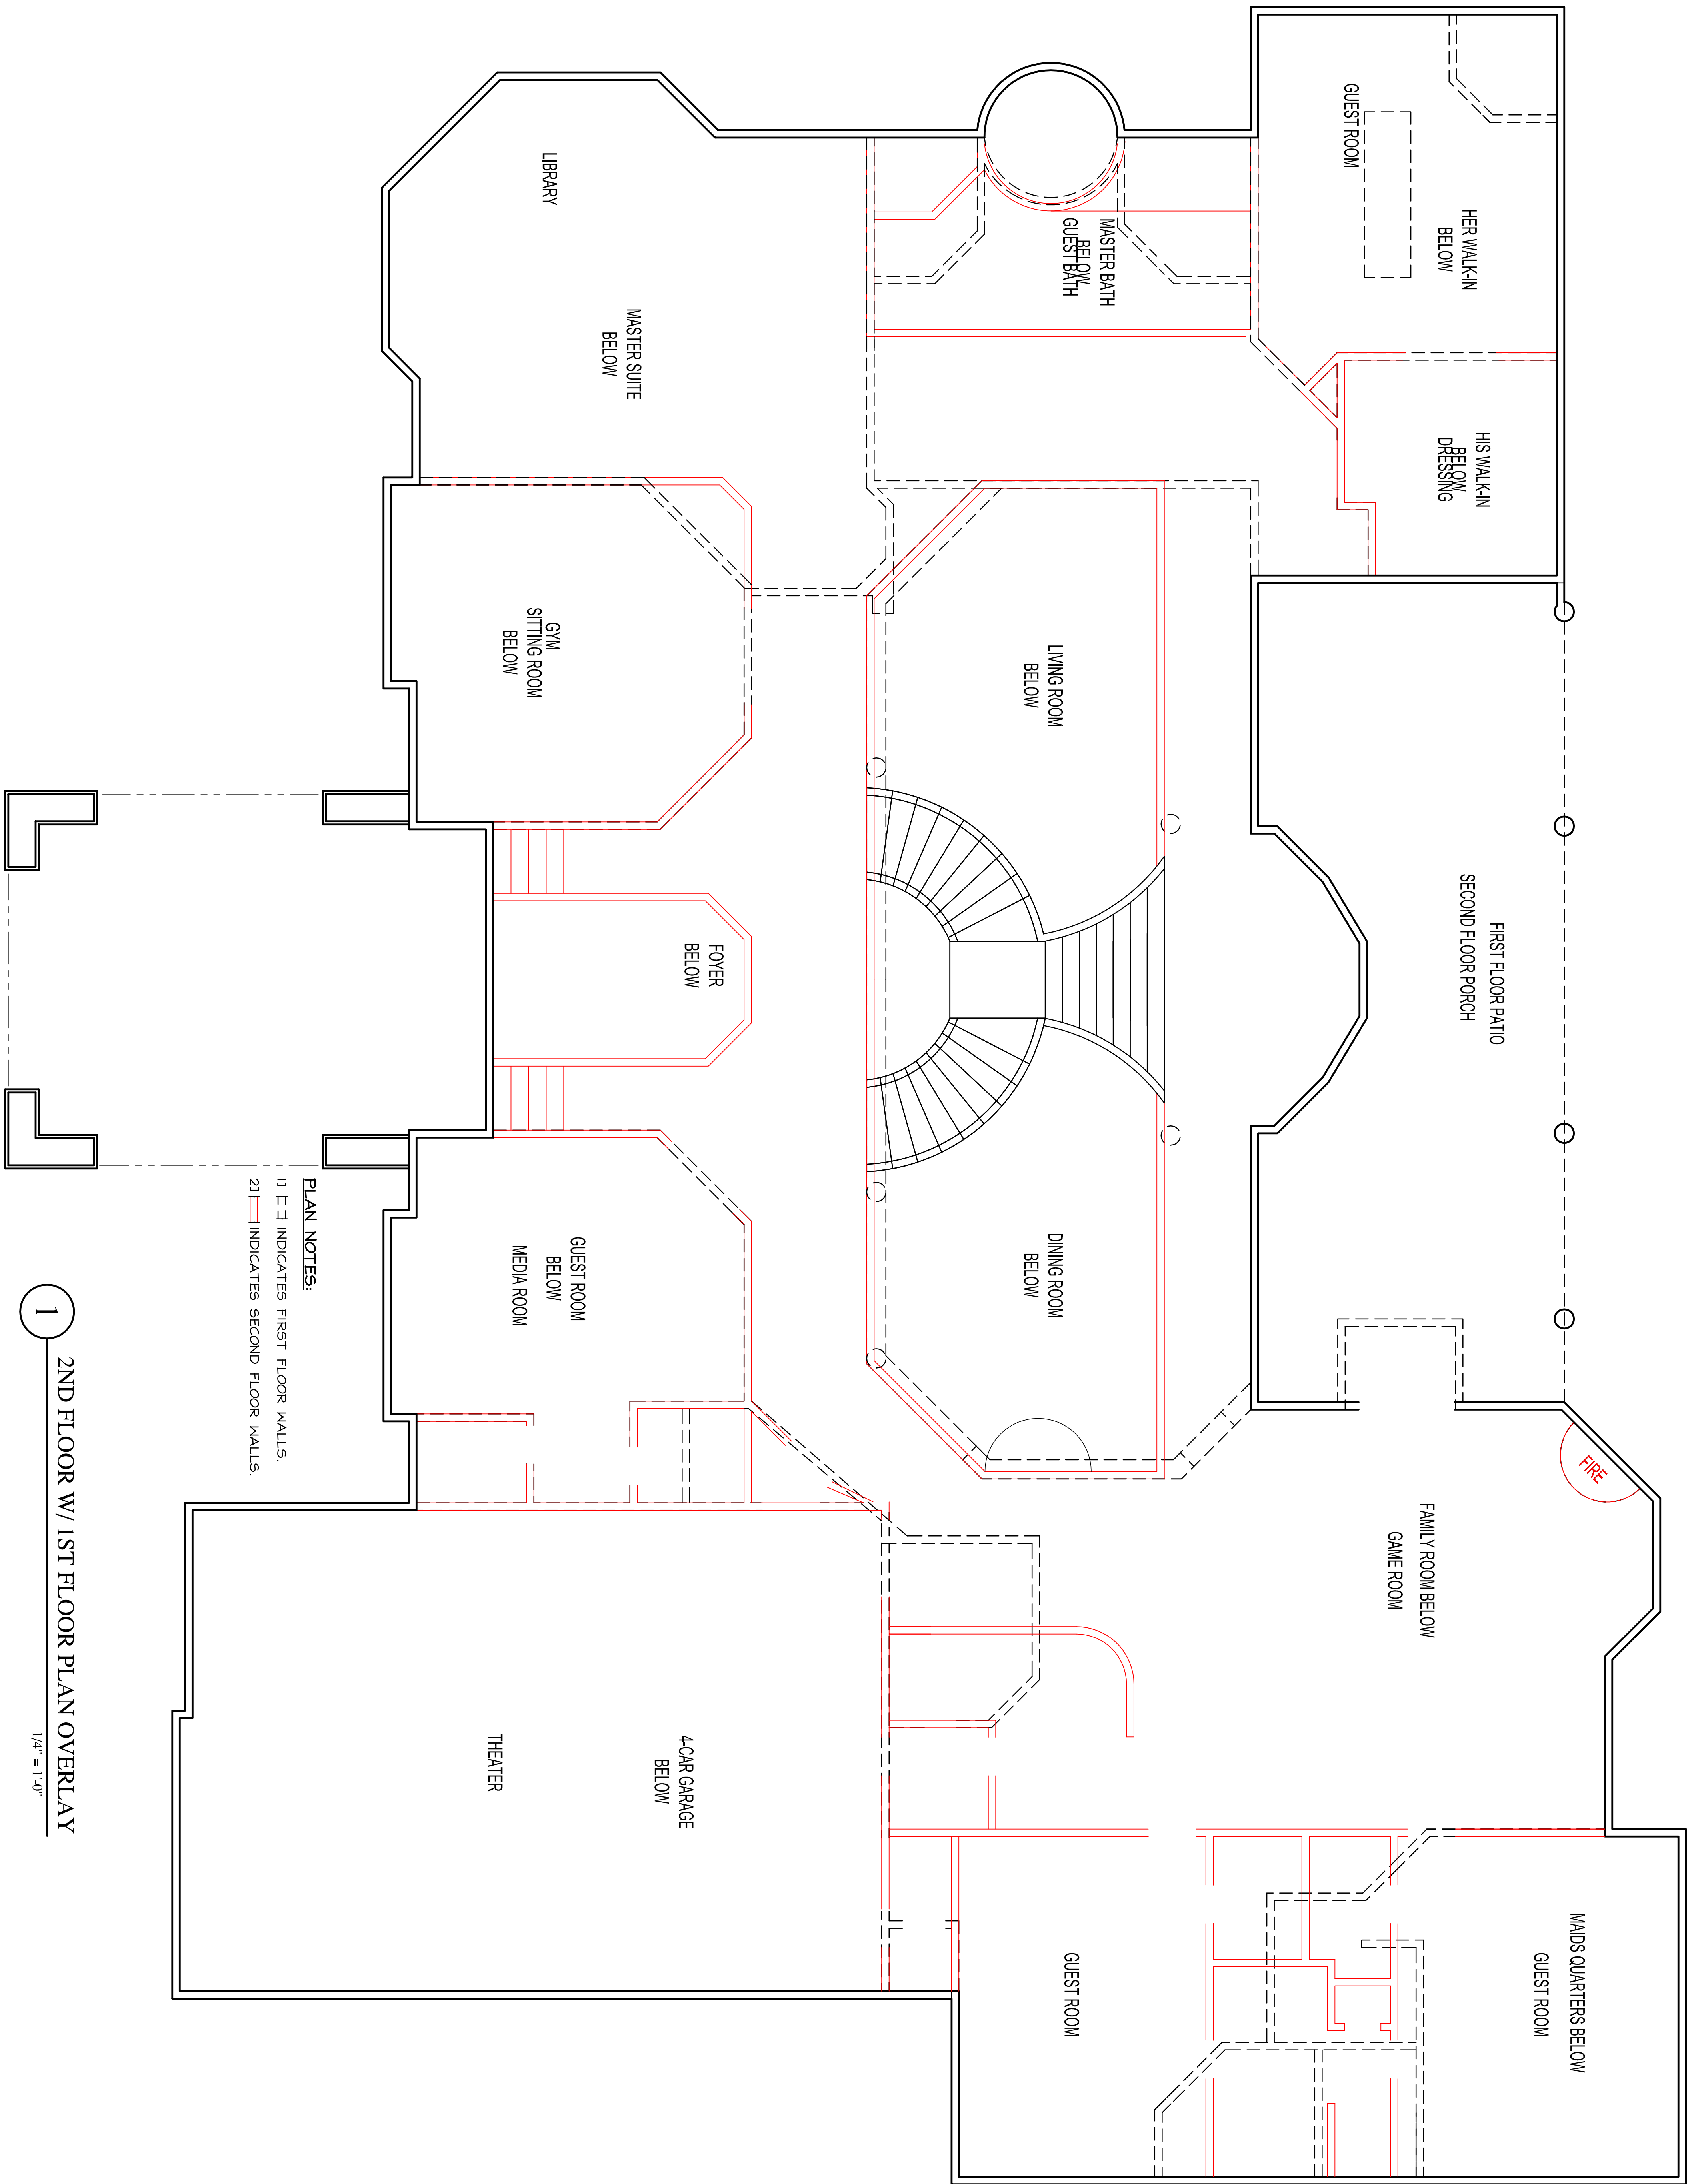 FIRST FLOOR PATIO
SECOND FLOOR PORCH
HER WALK-IN
BELOW
GUEST ROOM
HIS WALK-IN
BELOW
DRESSING
FIRE
FAMILY ROOM BELOW
GAME ROOM
MAIDS QUARTERS BELOW
GUEST ROOM
MASTER BATH
BELOW
GUEST BATH
LIVING ROOM
BELOW
DINING ROOM
BELOW
GUEST ROOM
LIBRARY
MASTER SUITE
BELOW
GYM
SITTING ROOM
BELOW
FOYER
BELOW
GUEST ROOM
BELOW
MEDIA ROOM
4-CAR GARAGE
BELOW
THEATER
PLAN NOTES:
1] INDICATES FIRST FLOOR WALLS.
2] INDICATES SECOND FLOOR WALLS.
1
2ND FLOOR W/ 1ST FLOOR PLAN OVERLAY
1/4" = 1'-0"